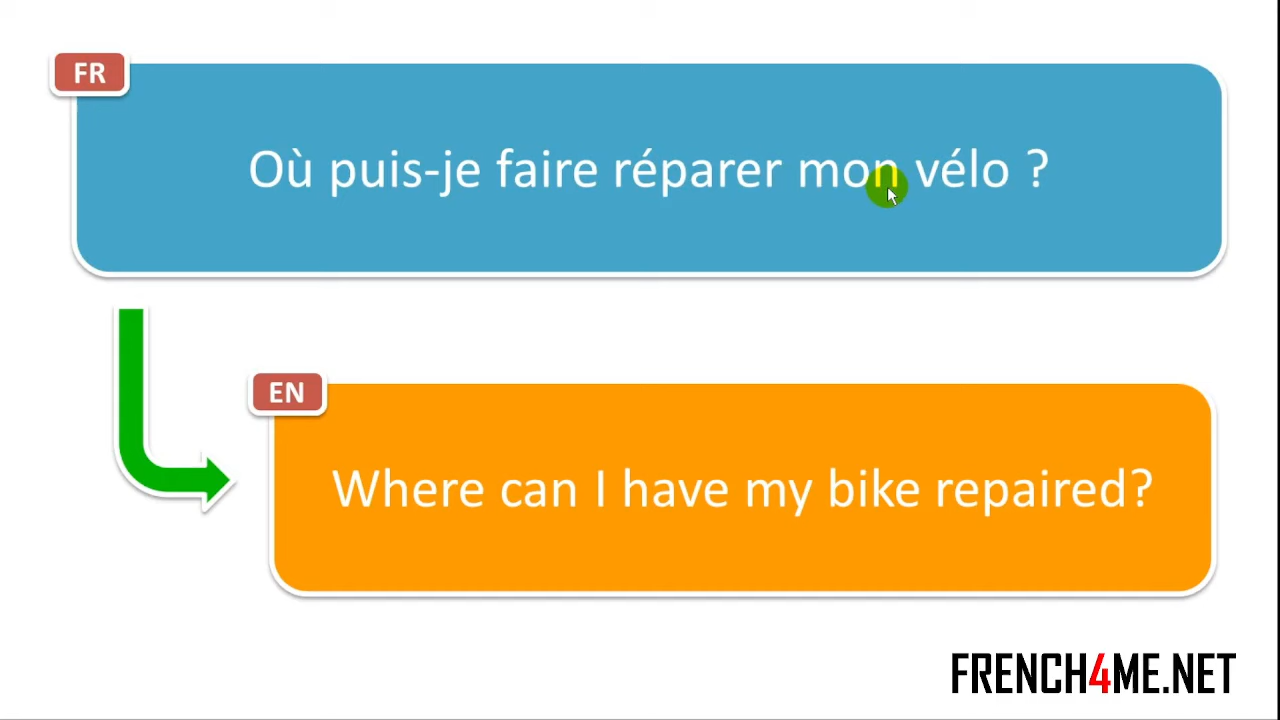 FR
Où puis-je faire réparer mon vélo ?
EN
Where can I have my bike repaired?
FRENCH4ME.NET